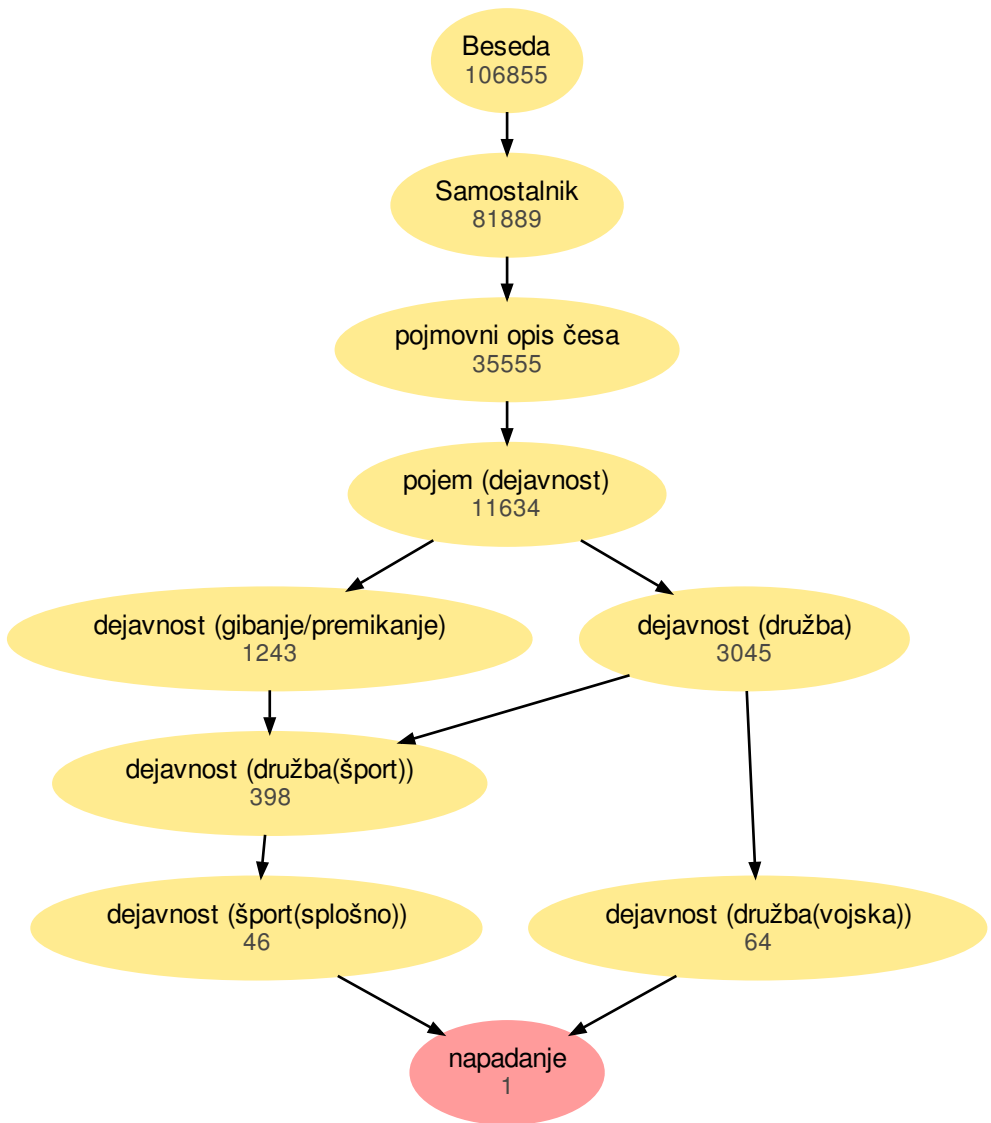 Beseda
106855
Samostalnik
81889
pojmovni opis česa
35555
pojem (dejavnost)
11634
dejavnost (gibanje/premikanje)
1243
dejavnost (družba)
3045
dejavnost (družba(šport))
398
dejavnost (šport(splošno))
46
dejavnost (družba(vojska))
64
napadanje
1